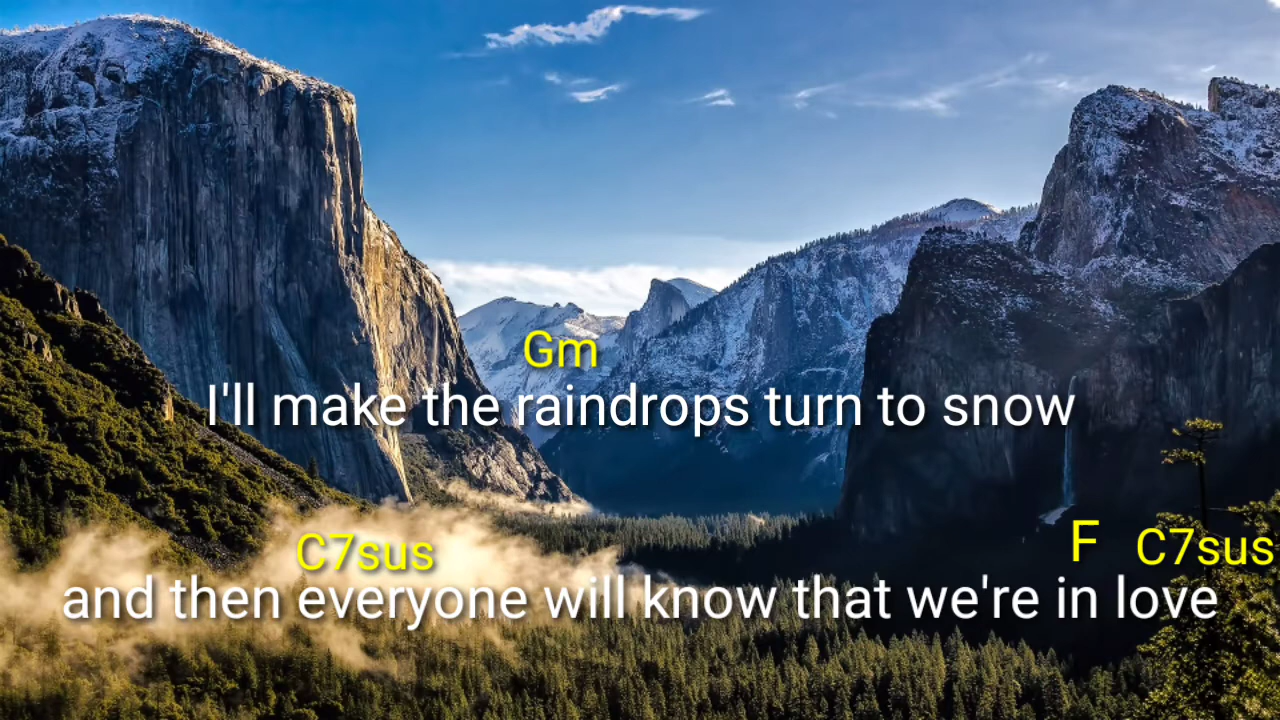 Gm
I'll make the raindrops turn to snow
C7sus F C7sus
and then everyone will know that we're in love